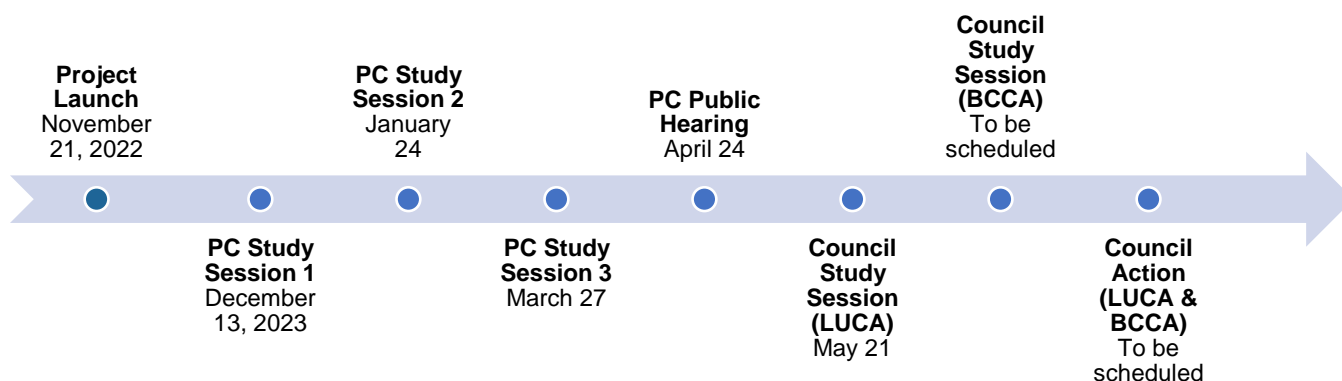 Project
Launch
November
21, 2022
PC Study
Session 1
December
13, 2023
PC Study
Session 2
January
24
PC Study
Session 3
March 27
PC Public
Hearing
April 24
Council
Study
Session
(LUCA)
May 21
Council
Study
Session
(BCCA)
To be
scheduled
Council
Action
(LUCA &
BCCA)
To be
scheduled